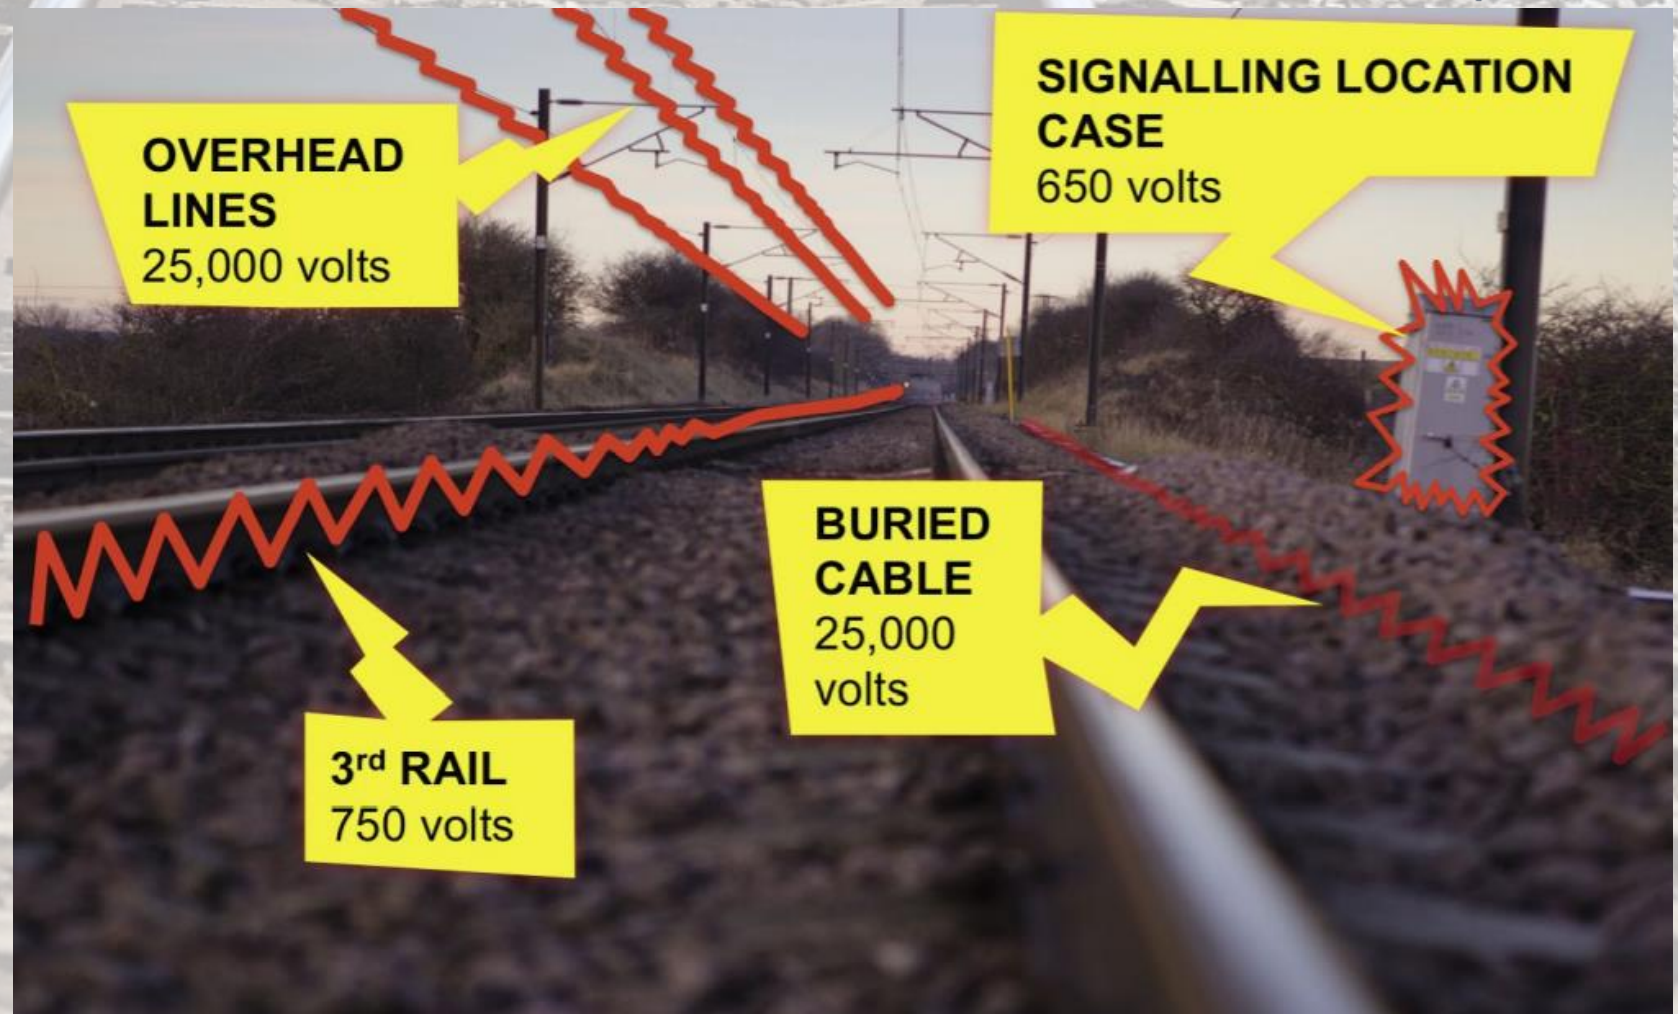 OVERHEAD
LINES
25,000 volts
SIGNALLING LOCATION
CASE
650 volts
BURIED
CABLE
25,000
volts
3rd RAIL
750 volts